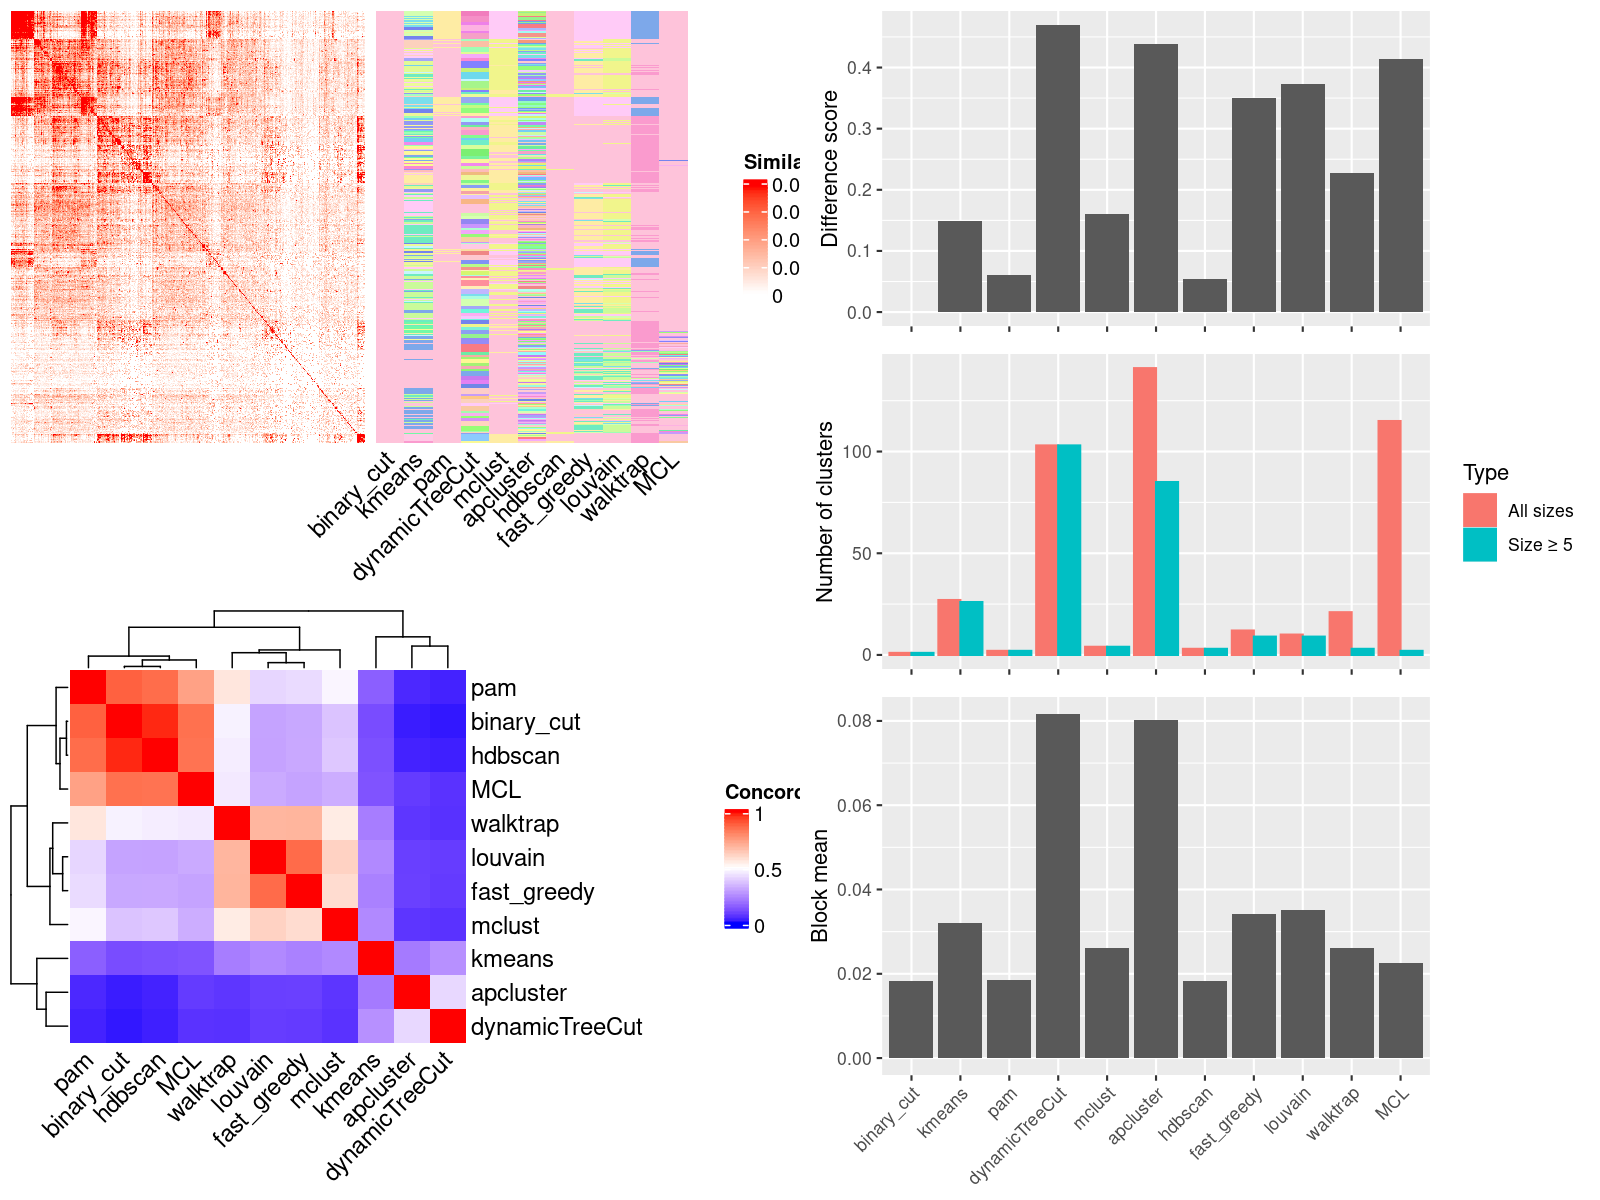 Simila
0.0
0.0
0.0
0.0
0
binary_cut
kmeans
pam
dynamicTreeCut
mclust
apcluster
hdbscan
fast_greedy
louvain
walktrap
MCL
pam
binary_cut
hdbscan
MCL
walktrap
louvain
fast_greedy
mclust
kmeans
apcluster
dynamicTreeCut
pam
binary_cut
hdbscan
MCL
walktrap
louvain
fast_greedy
mclust
kmeans
apcluster
dynamicTreeCut
Concord
1
0.5
0
Difference score
0.4
0.3
0.2
0.1
0.0
Number of clusters
100
50
0
Type
All sizes
Size ≥ 5
Block mean
0.08
0.06
0.04
0.02
0.00
binary_cut
kmeans
pam
dynamicTreeCut
mclust
apcluster
hdbscan
fast_greedy
louvain
walktrap
MCL